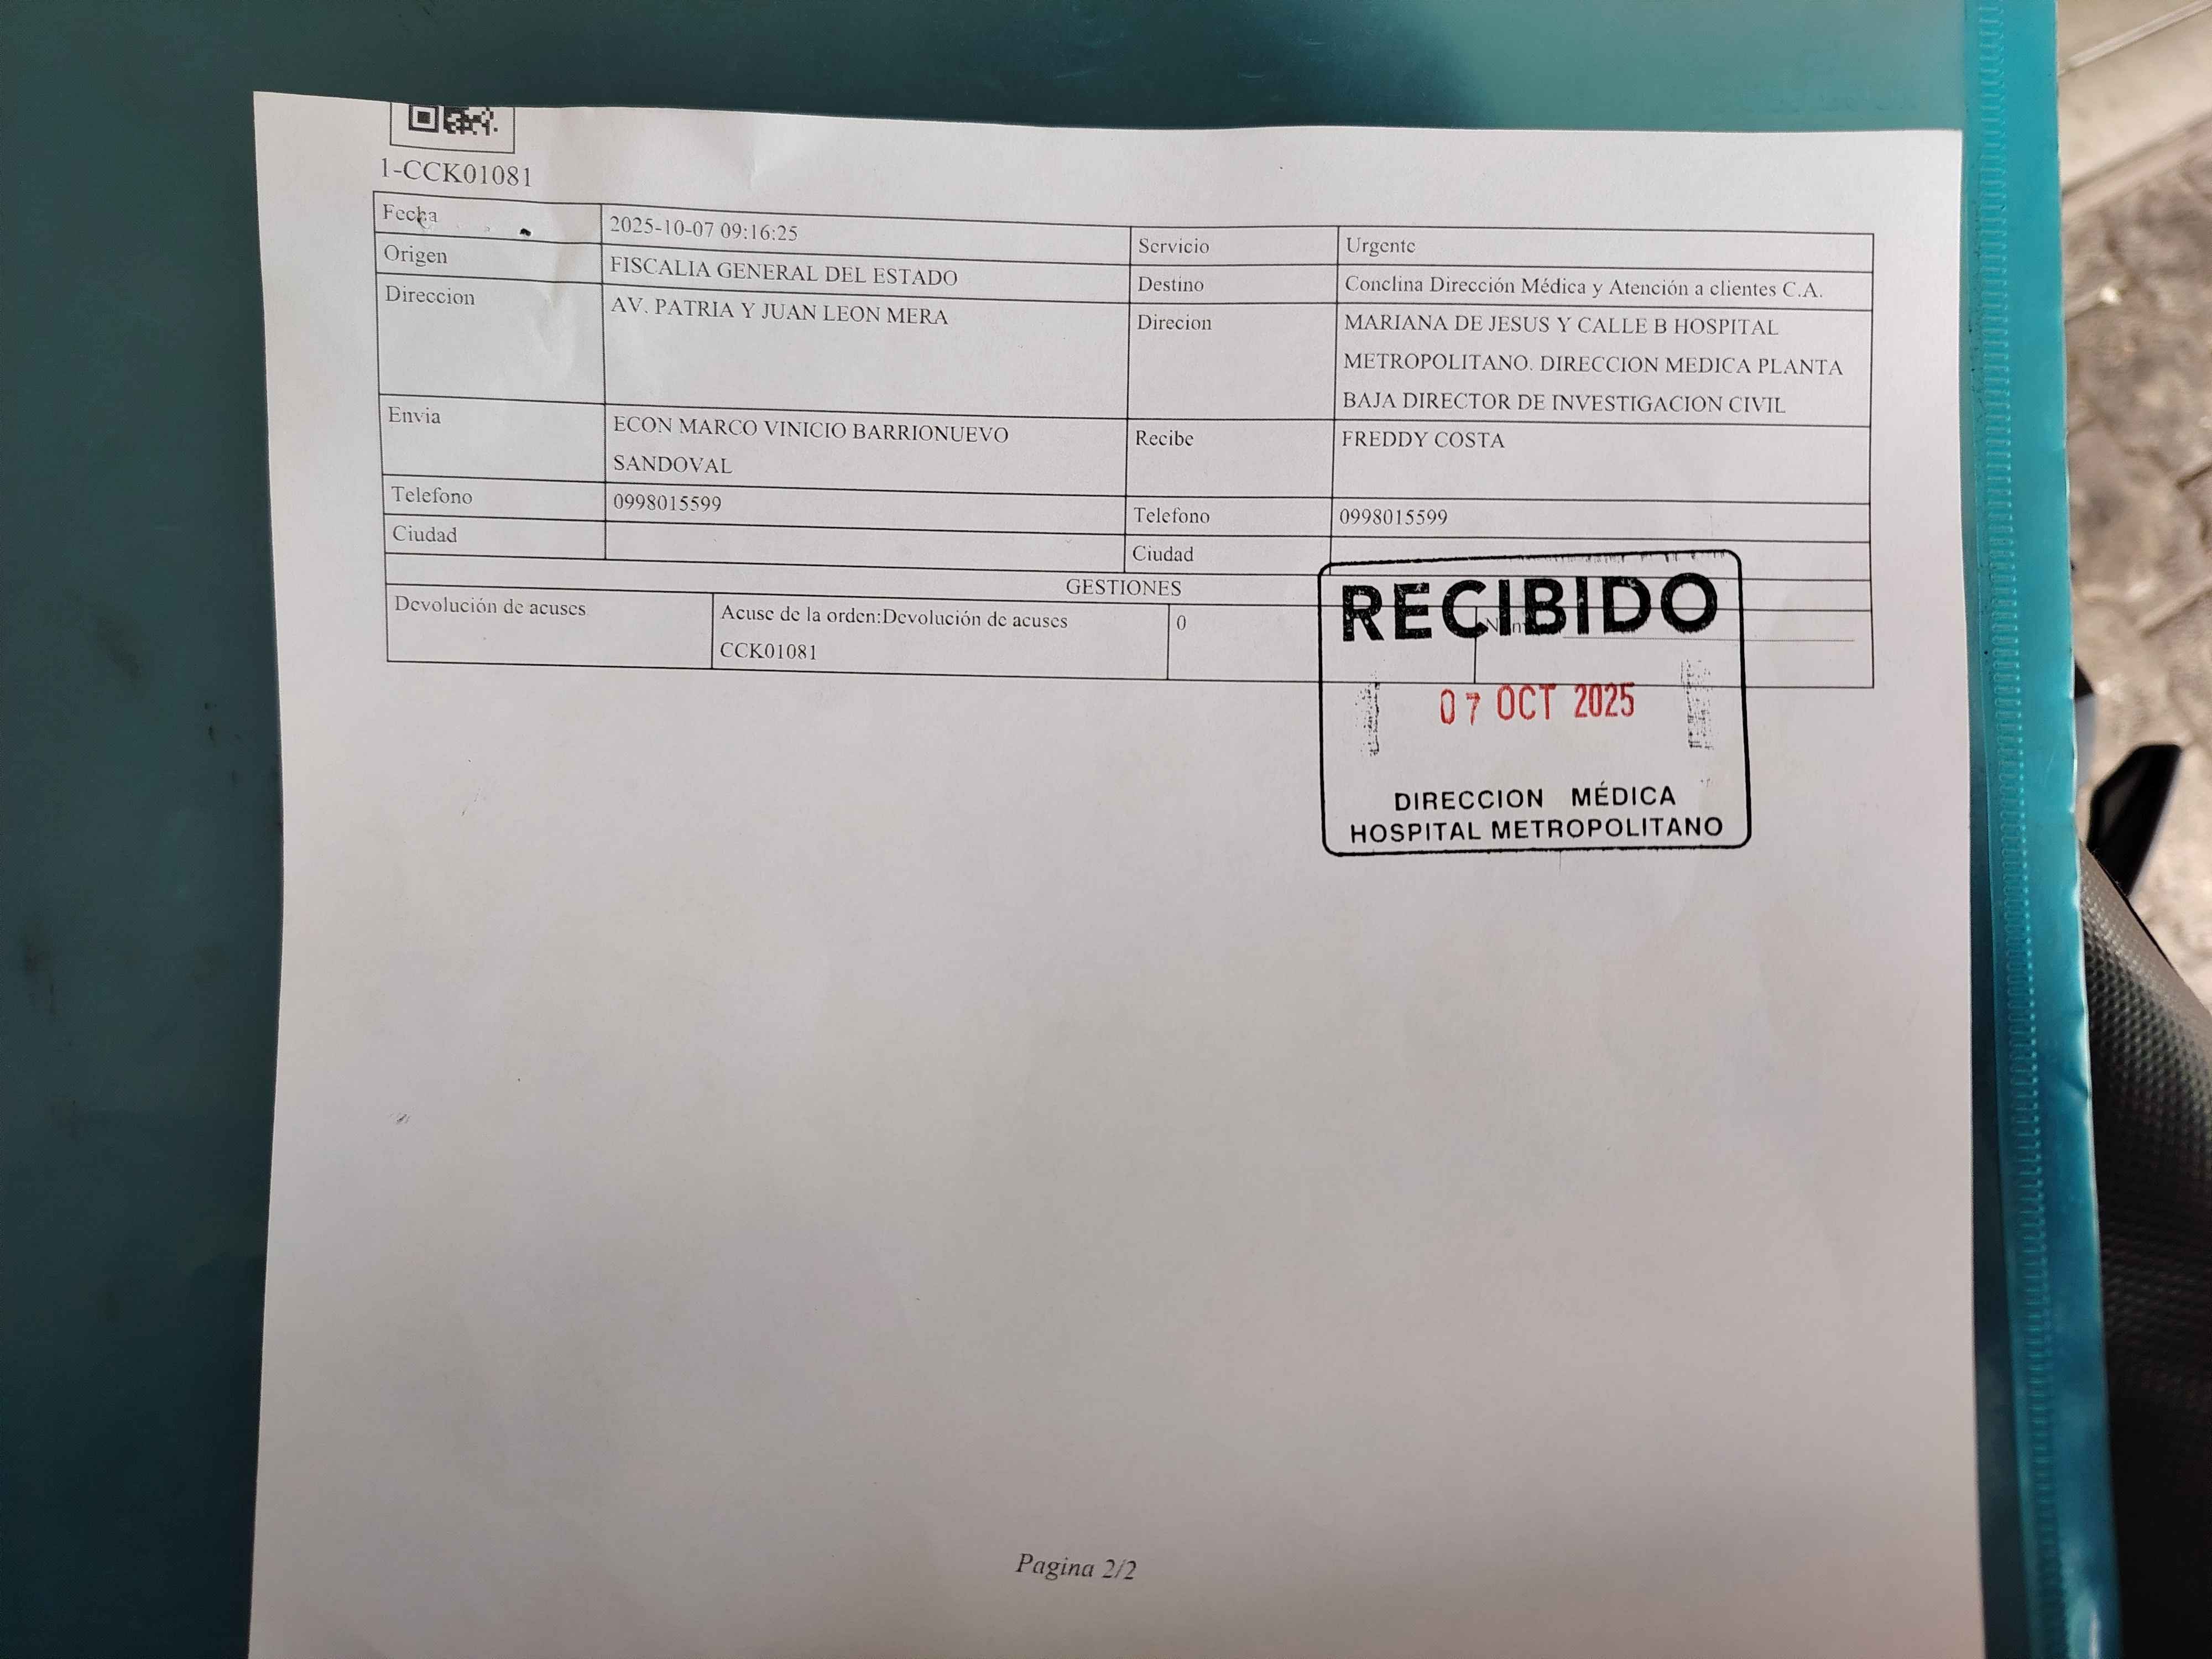 1-CCK01081
Fecha 2025-10-07 09:16:25 Servicio Urgente
Origen FISCALIA GENERAL DEL ESTADO Destino Conclina Dirección Médica y Atención a clientes C.A.
Direccion AV. PATRIA Y JUAN LEON MERA Direcion MARIANA DE JESUS Y CALLE B HOSPITAL
METROPOLITANO. DIRECCION MEDICA PLANTA
BAJA DIRECTOR DE INVESTIGACION CIVIL
Envia ECON MARCO VINICIO BARRIONUEVO Recibe FREDDY COSTA
SANDOVAL
Telefono 0998015599 Telefono 0998015599
Ciudad Ciudad
GESTIONES
Devolución de acuses Acuse de la orden:Devolución de acuses 0
CCK01081
RECIBIDO
07 OCT 2025
DIRECCION MÉDICA
HOSPITAL METROPOLITANO
Pagina 2/2